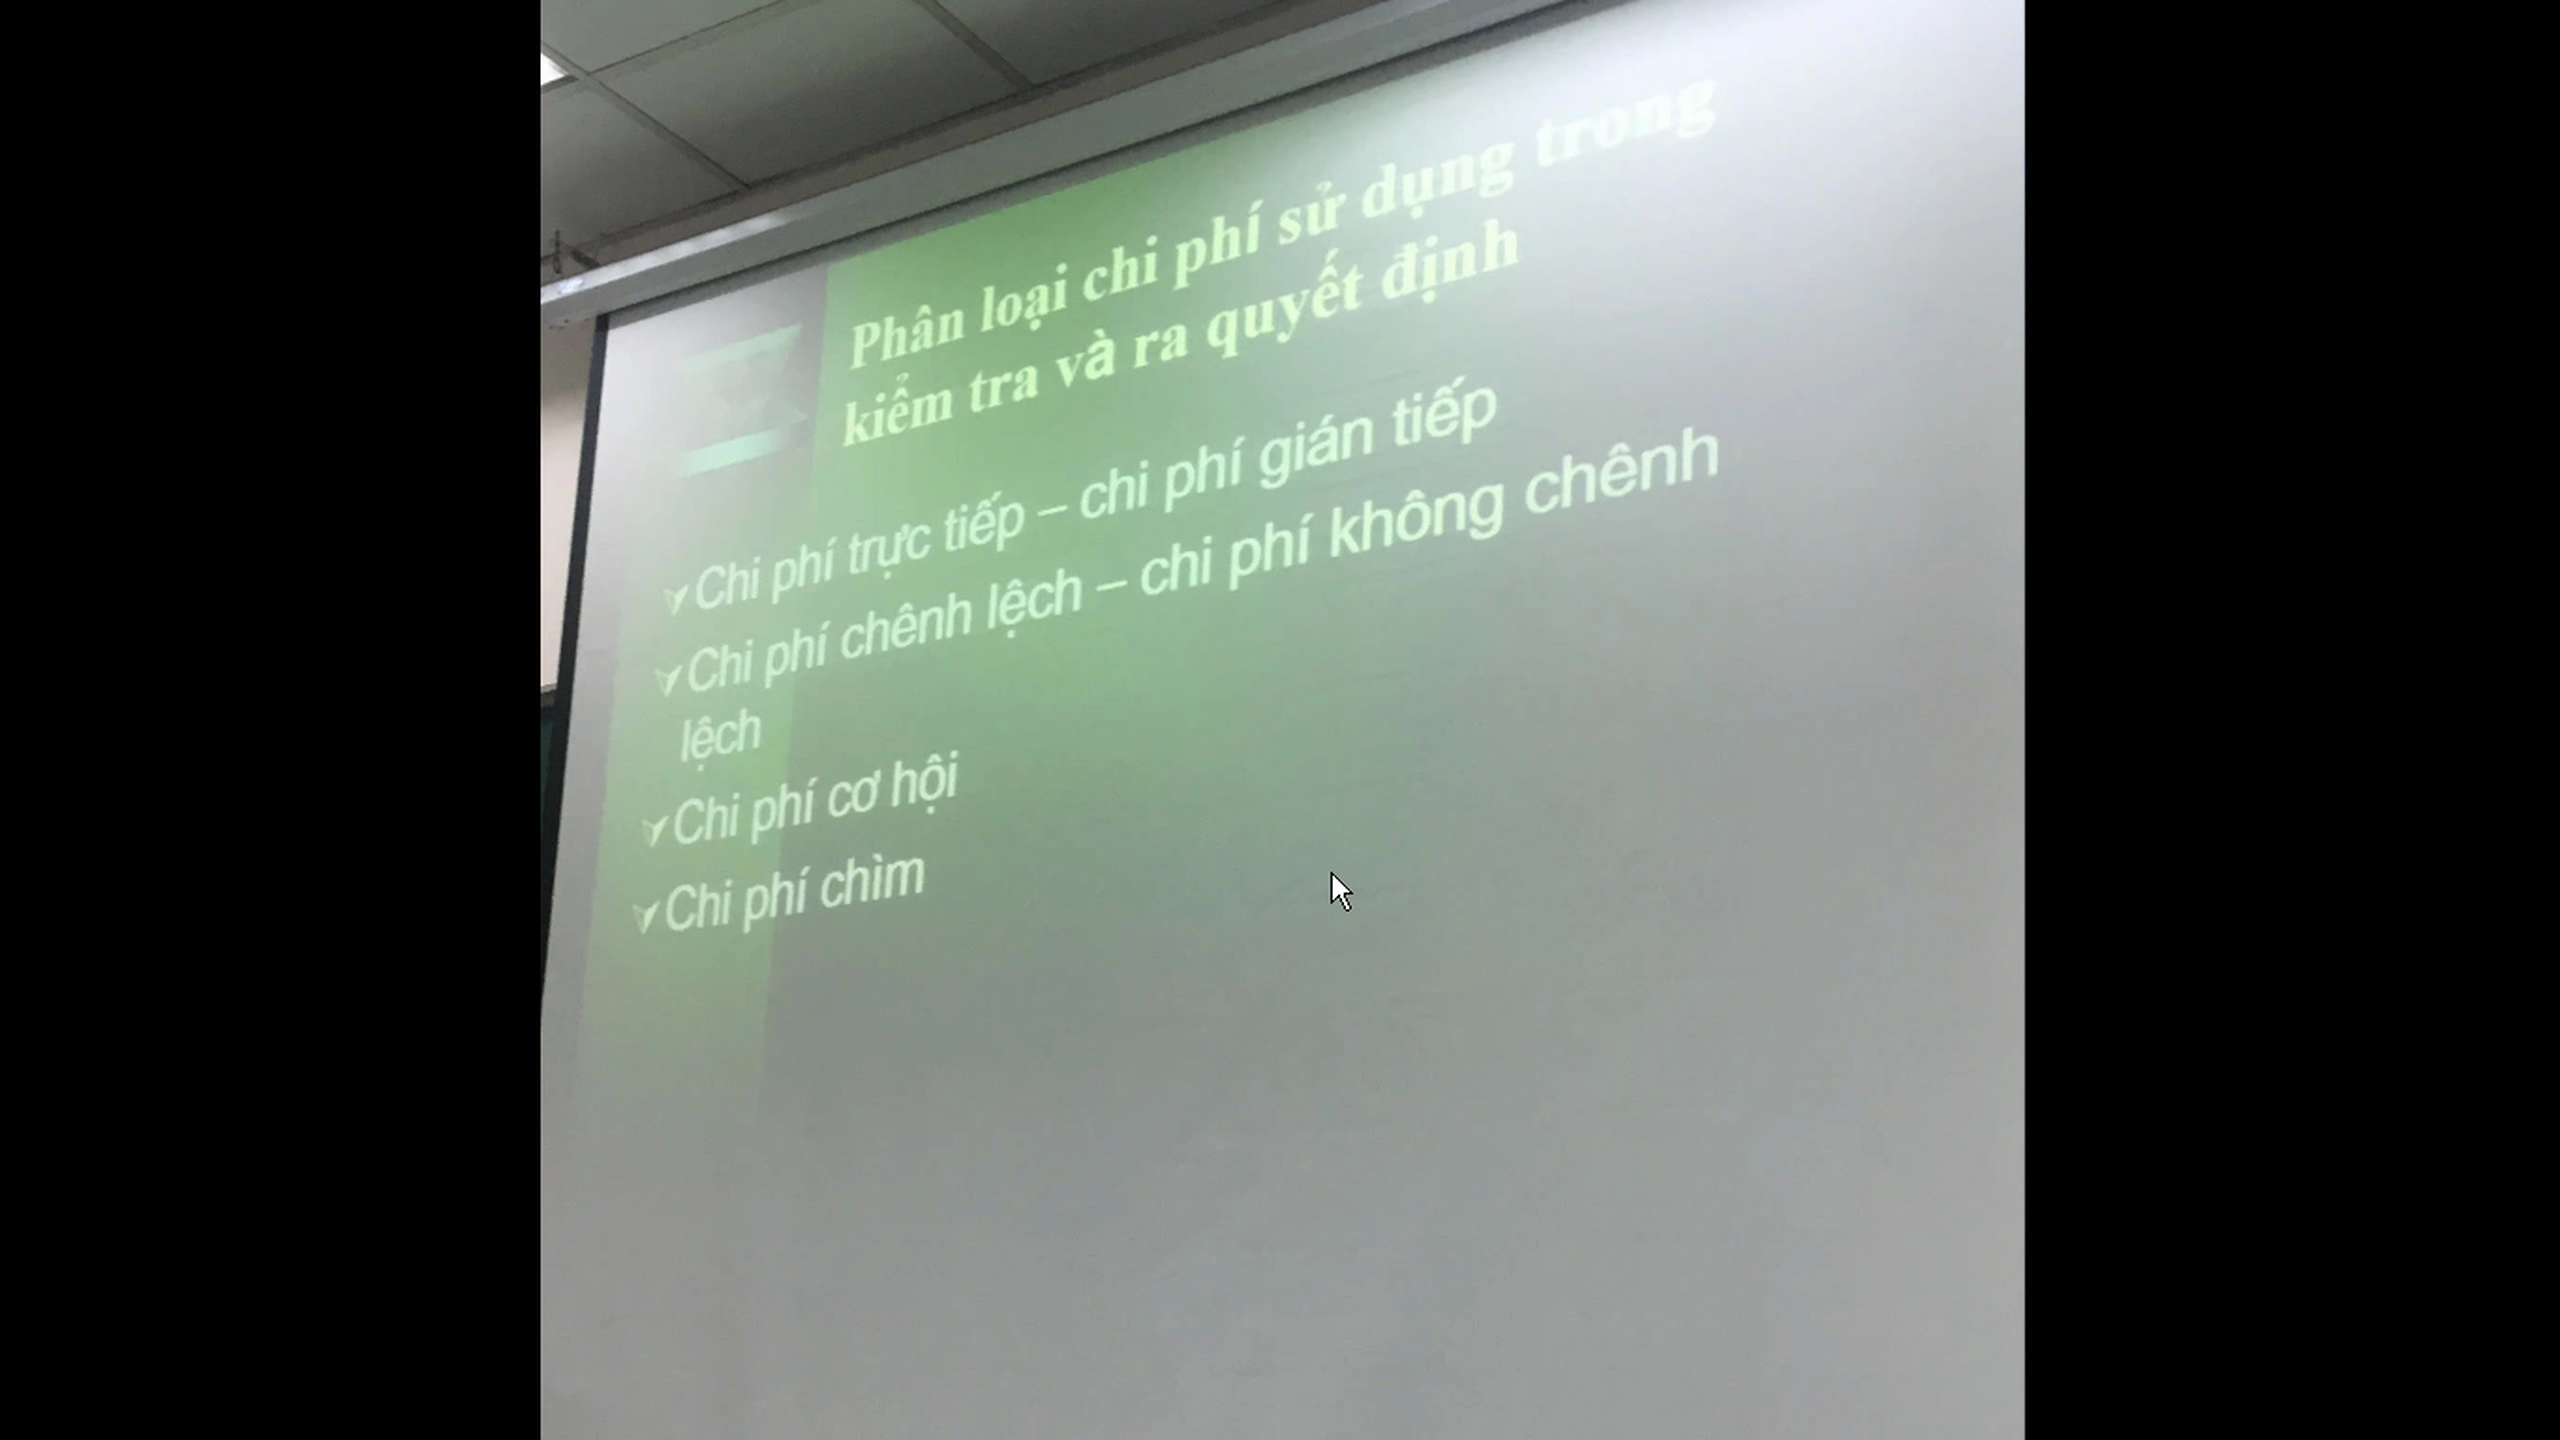 Phân loại chi phí sử dụng trong
kiểm tra và ra quyết định
Chi phí trực tiếp – chi phí gián tiếp
Chi phí chênh lệch – chi phí không chênh
lệch
Chi phí cơ hội
Chi phí chìm